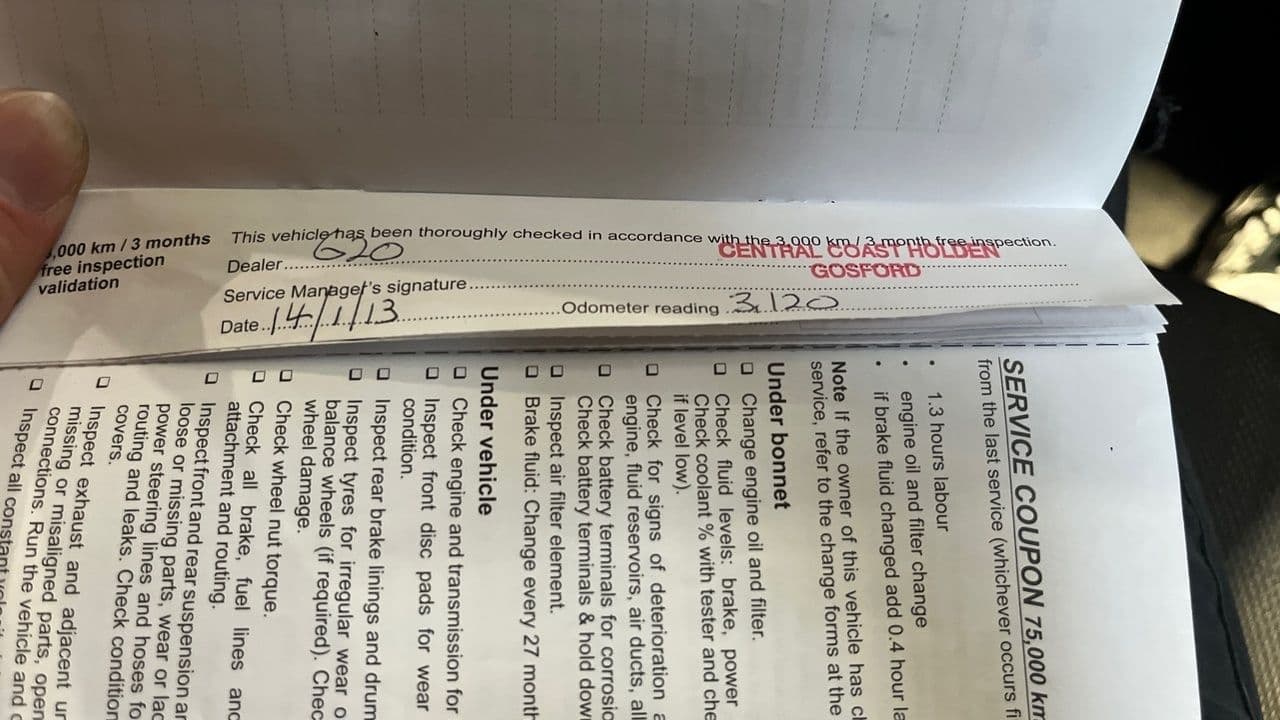 ,000 km / 3 months
free inspection
validation
This vehicle has been thoroughly checked in accordance with the 3,000 km / 3 month free inspection.
Dealer 620 CENTRAL COAST HOLDEN
GOSFORD
Service Manager's signature
Date 14/1/13 Odometer reading 3120
SERVICE COUPON 75,000 km
from the last service (whichever occurs fi
• 1.3 hours labour
• engine oil and filter change
• if brake fluid changed add 0.4 hour la
Note If the owner of this vehicle has c
service, refer to the change forms at the
Under bonnet
❑ Change engine oil and filter.
❑ Check fluid levels: brake, power
Check coolant % with tester and che
if level low).
❑ Check for signs of deterioration a
engine, fluid reservoirs, air ducts, all
❑ Check battery terminals for corrosio
Check battery terminals & hold dow
❑ Inspect air filter element.
❑ Brake fluid: Change every 27 month
Under vehicle
❑ Check engine and transmission for
❑ Inspect front disc pads for wear
condition.
❑ Inspect rear brake linings and drum
❑ Inspect tyres for irregular wear o
balance wheels (if required). Chec
wheel damage.
❑ Check wheel nut torque.
❑ Check all brake, fuel lines and
attachment and routing.
❑ Inspect front and rear suspension an
loose or missing parts, wear or lac
power steering lines and hoses fo
routing and leaks. Check condition
covers.
❑ Inspect exhaust and adjacent un
missing or misaligned parts, open
connections. Run the vehicle and c
❑ Inspect all constant